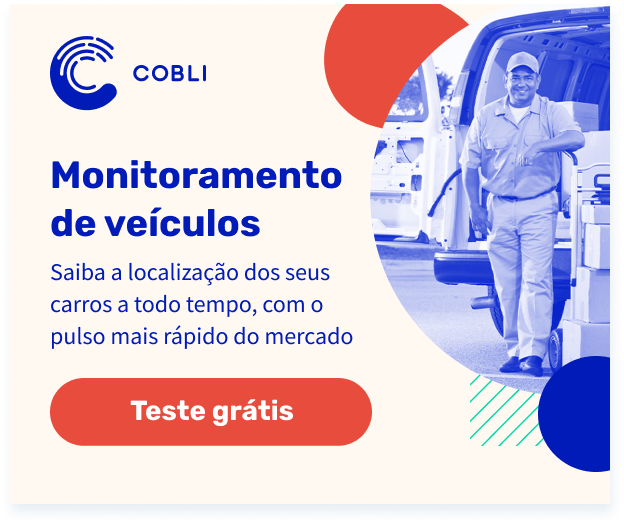 COBLI
Monitoramento
de veículos
Saiba a localização dos seus
carros a todo tempo, com o
pulso mais rápido do mercado
Teste grátis